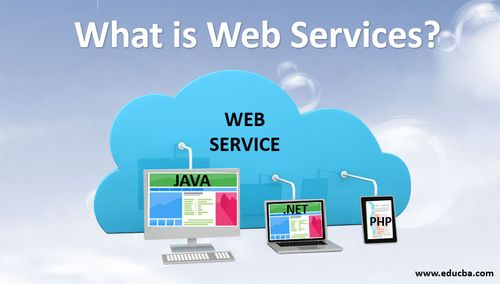 What is Web Services?
WEB
SERVICE
JAVA
.NET
PHP
www.educba.com